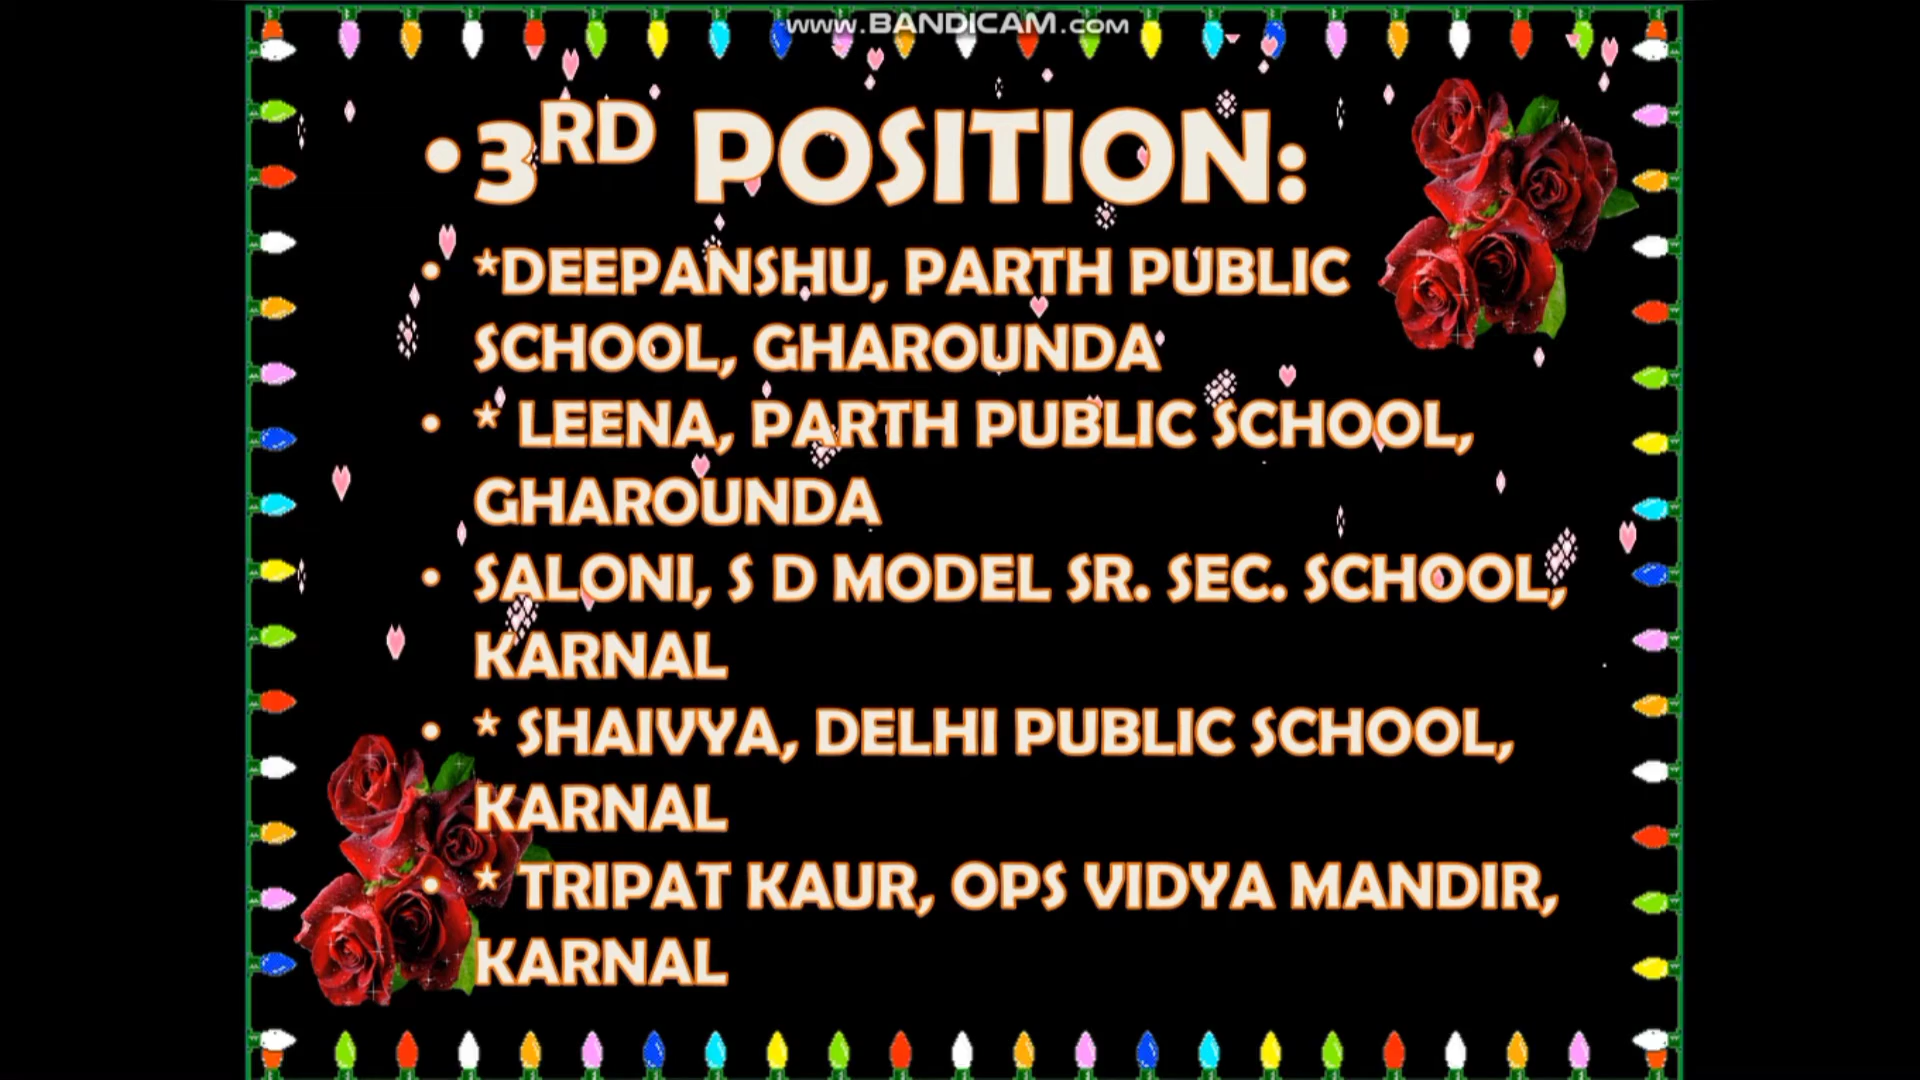 www.BANDICAM.com
•3RD POSITION:
• *DEEPANSHU, PARTH PUBLIC
SCHOOL, GHAROUNDA
• * LEENA, PARTH PUBLIC SCHOOL,
GHAROUNDA
• SALONI, S D MODEL SR. SEC. SCHOOL,
KARNAL
• * SHAIVYA, DELHI PUBLIC SCHOOL,
KARNAL
• * TRIPAT KAUR, OPS VIDYA MANDIR,
KARNAL